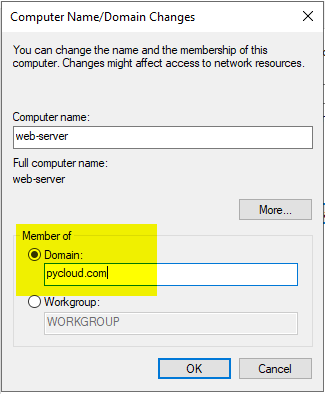 Computer Name/Domain Changes
You can change the name and the membership of this
computer. Changes might affect access to network resources.
Computer name:
web-server
Full computer name:
web-server
More...
Member of
Domain:
pycloud.com
Workgroup:
WORKGROUP
OK
Cancel